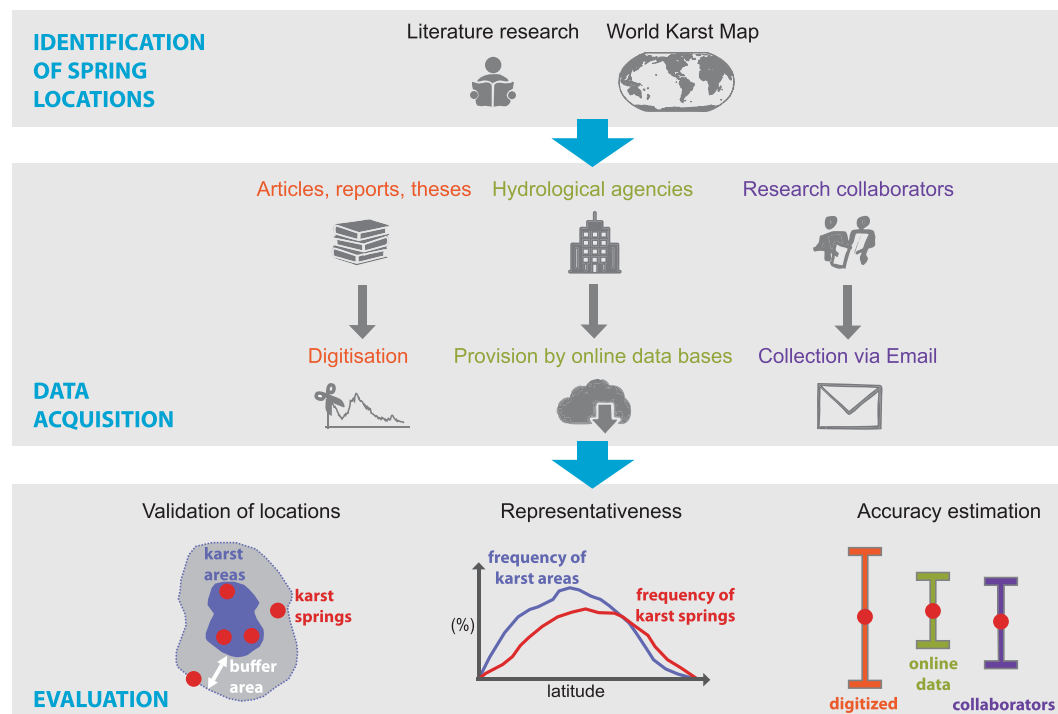 IDENTIFICATION
OF SPRING
LOCATIONS
Literature research
World Karst Map
Articles, reports, theses
Hydrological agencies
Research collaborators
Digitisation
Provision by online data bases
Collection via Email
DATA
ACQUISITION
Validation of locations
Representativeness
Accuracy estimation
karst
areas
karst
springs
buffer
area
frequency of
karst areas
frequency of
karst springs
(%)
latitude
digitized
online
data
collaborators
EVALUATION